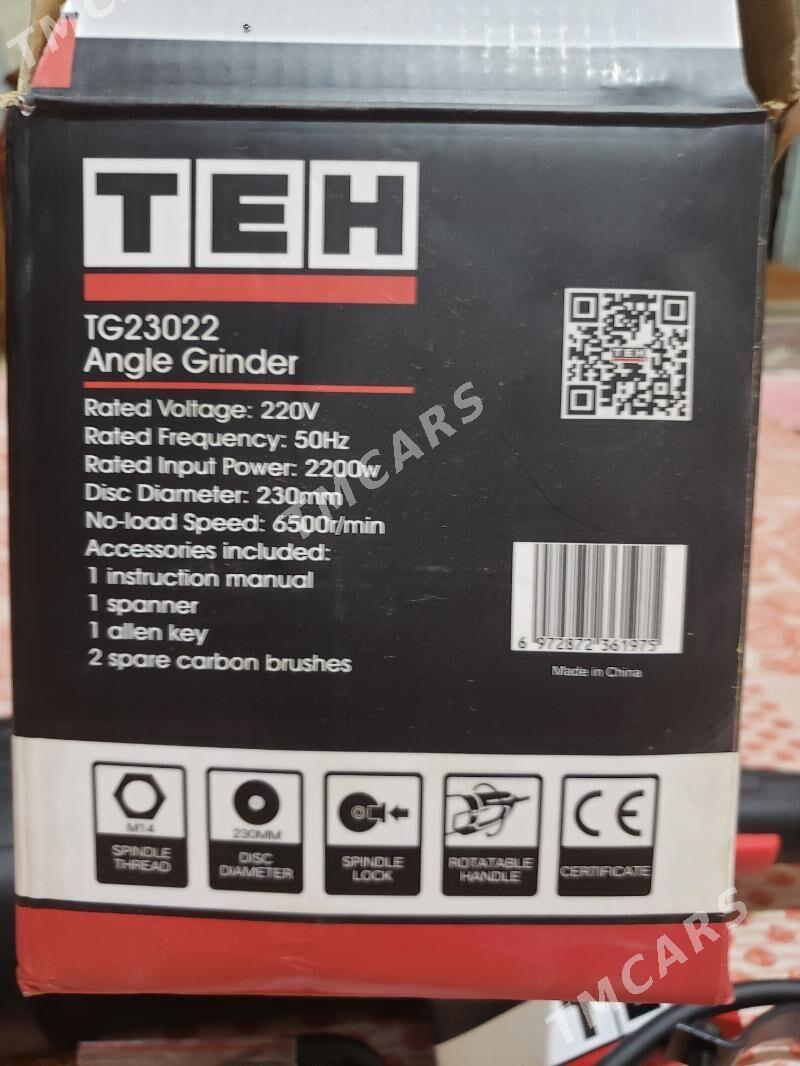 TMCARS
TEH
TG23022
Angle Grinder
Rated Voltage: 220V
Rated Frequency: 50Hz
Rated Input Power: 2200w
Disc Diameter: 230mm
No-load Speed: 6500r/min
Accessories included:
1 instruction manual
1 spanner
1 allen key
2 spare carbon brushes
TEH
6 972872 361975
Made in China
TMCARS
M14
SPINDLE
THREAD
230MM
DISC
DIAMETER
SPINDLE
LOCK
ROTATABLE
HANDLE
CE
CERTIFICATE
TMCARS
TEH